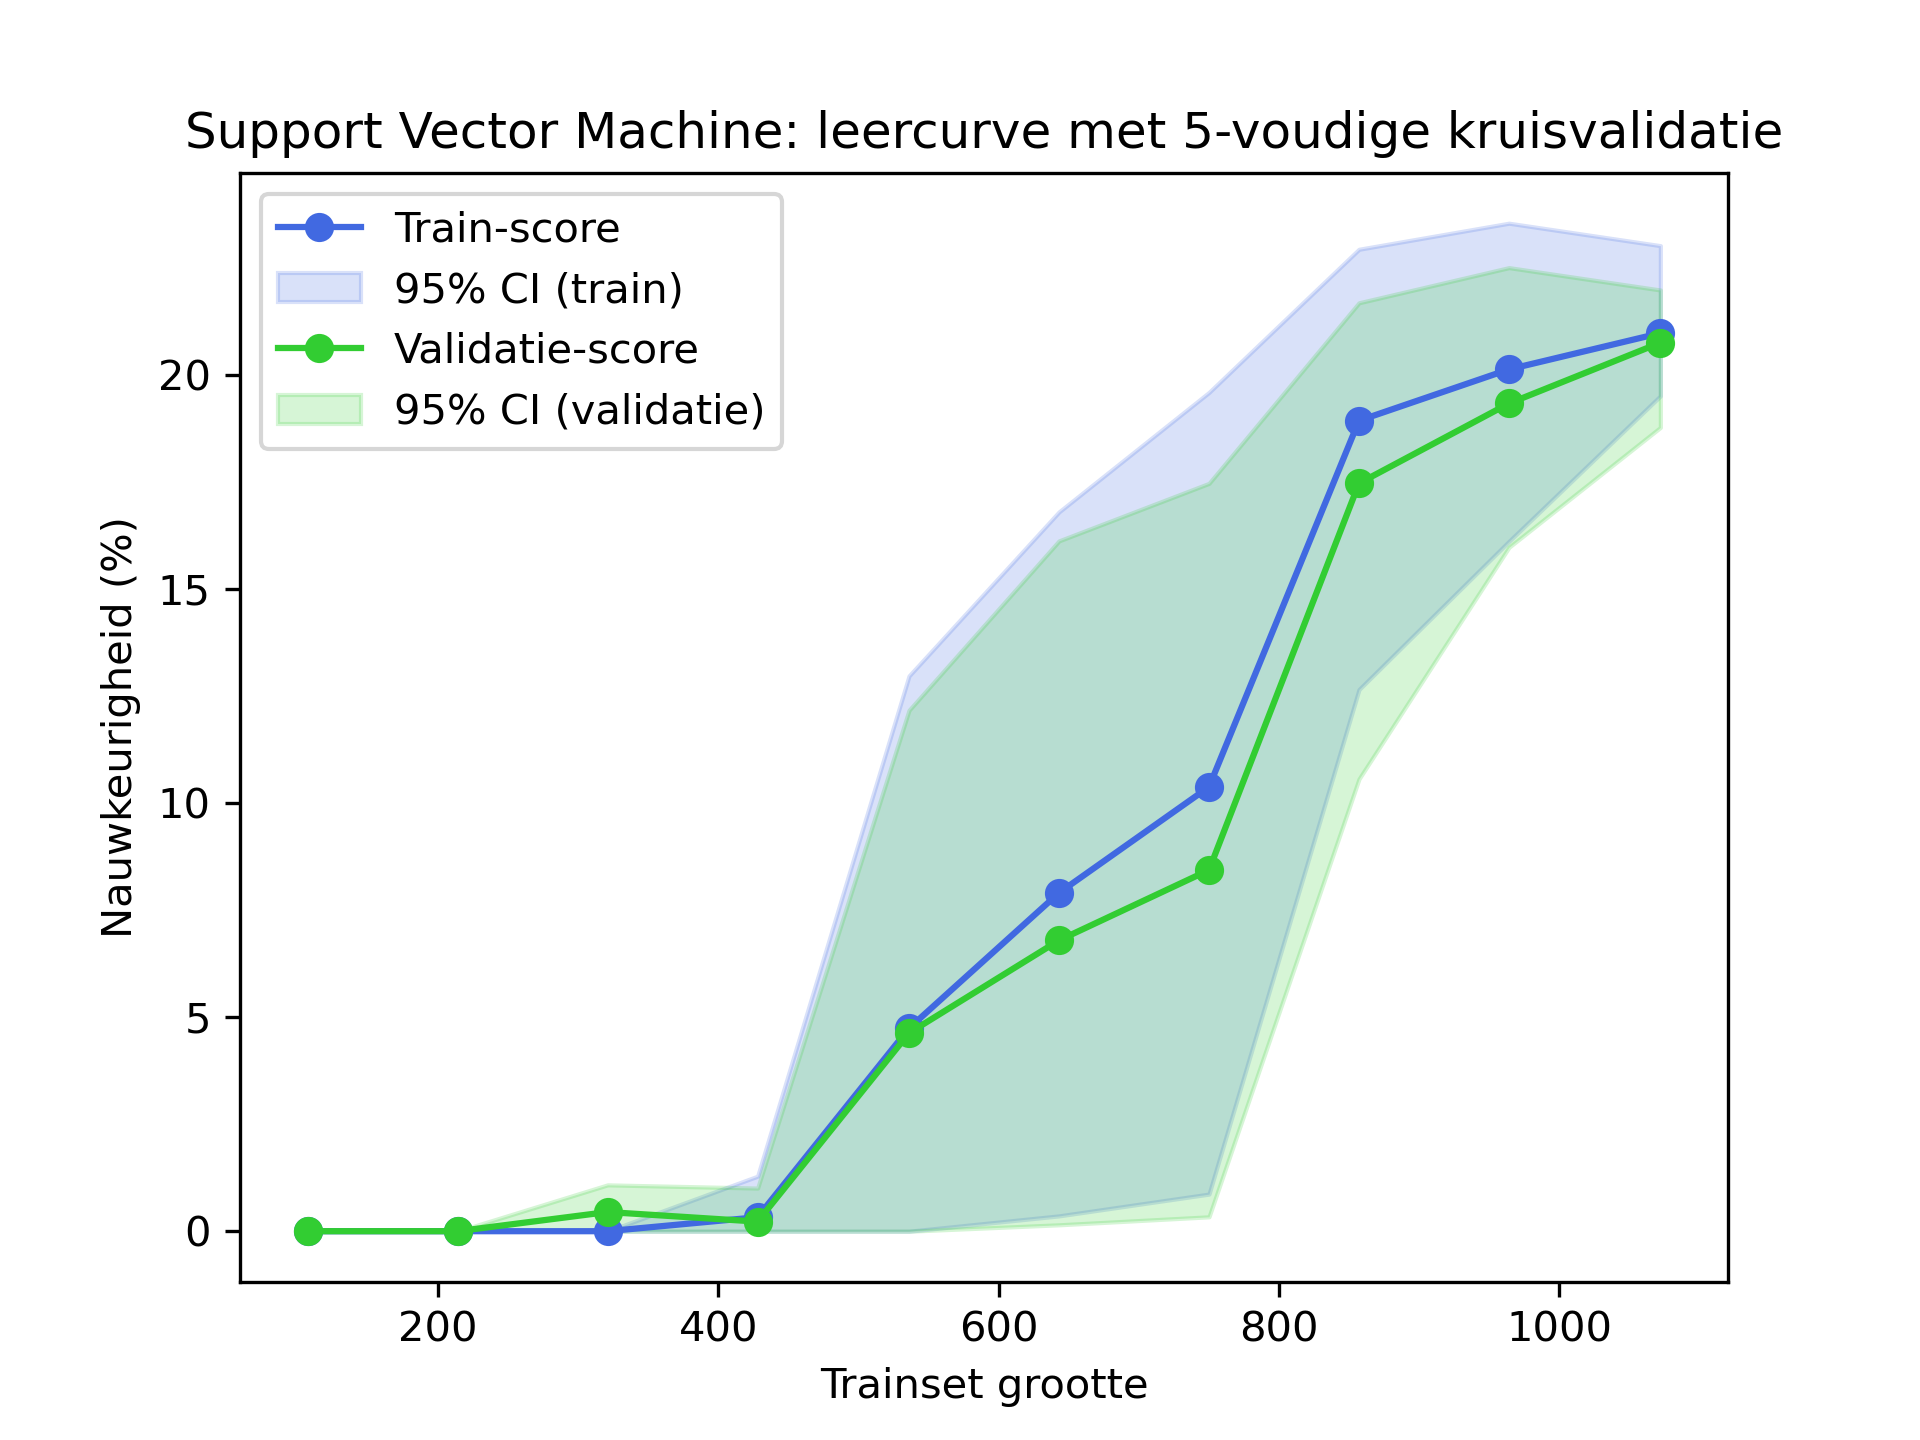 Support Vector Machine: leercurve met 5-voudige kruisvalidatie
Train-score
95% CI (train)
Validatie-score
95% CI (validatie)
Nauwkeurigheid (%)
20
15
10
5
0
200 400 600 800 1000
Trainset grootte